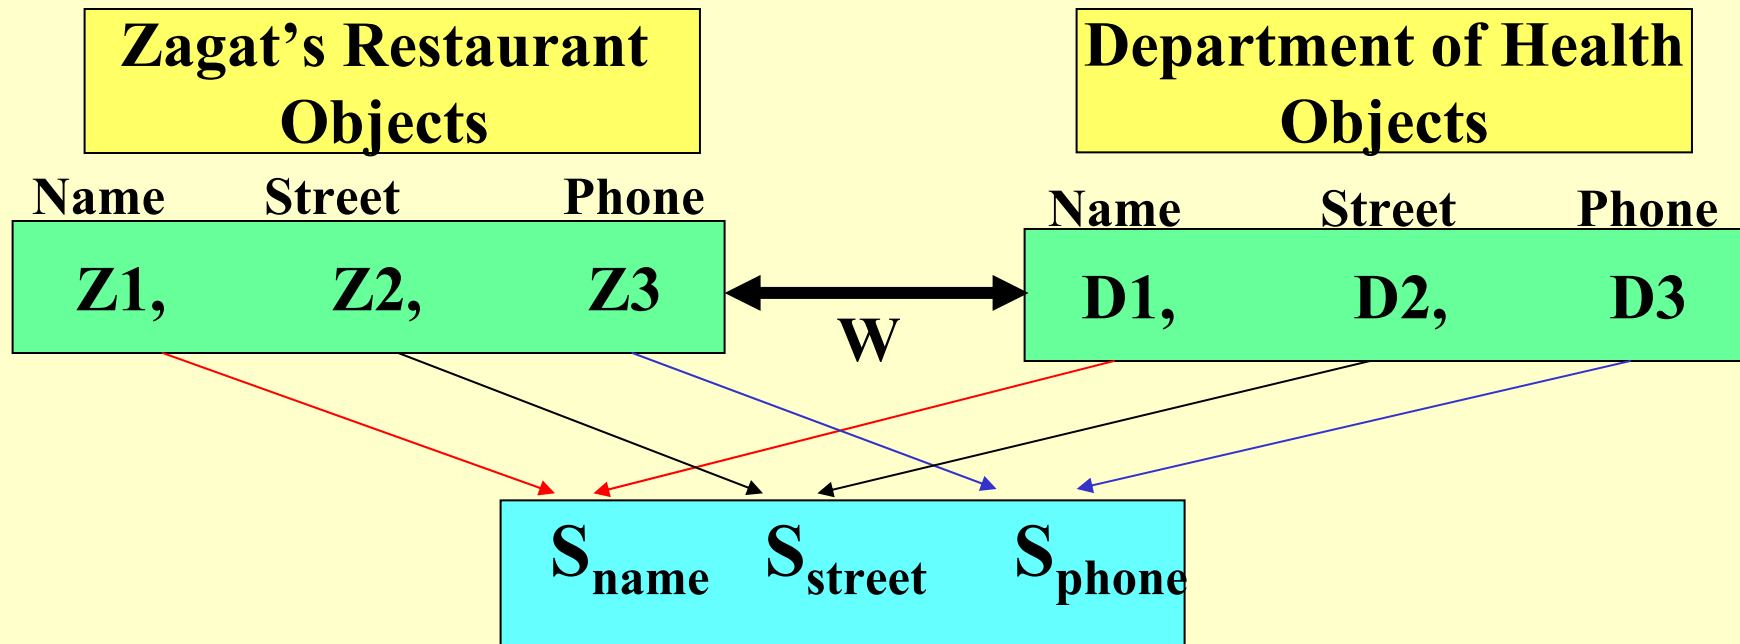 Zagat’s Restaurant
Objects
Department of Health
Objects
Name Street Phone
Name Street Phone
Z1, Z2, Z3
W
D1, D2, D3
Sname Sstreet Sphone